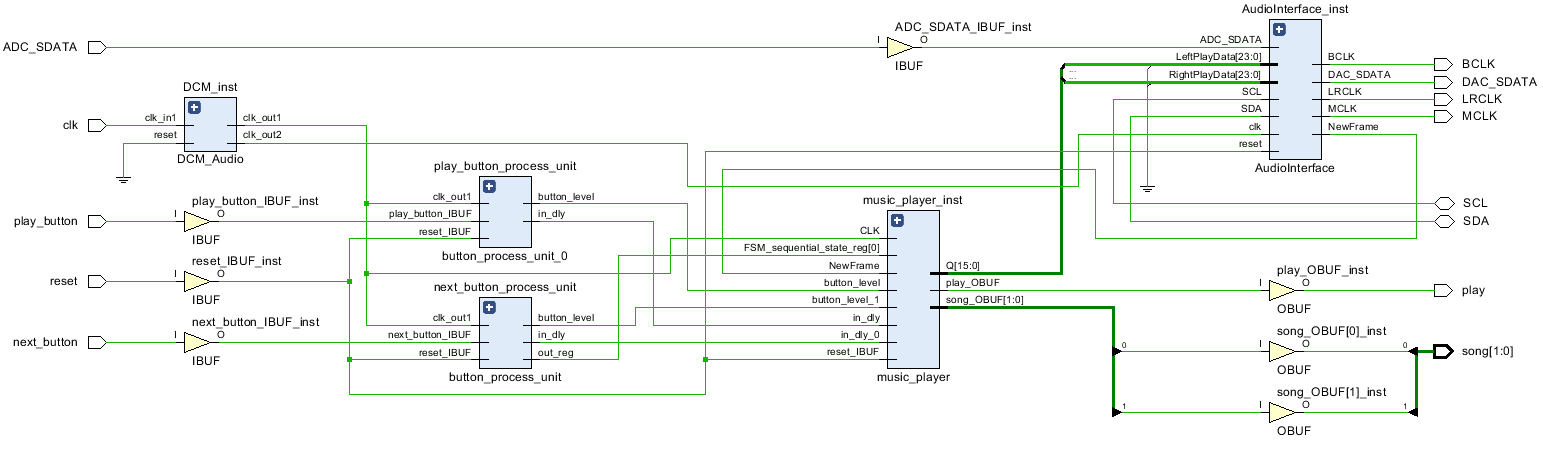 ADC_SDATA
I
O
ADC_SDATA_IBUF_inst
IBUF
AudioInterface_inst
ADC_SDATA
LeftPlayData[23:0]
RightPlayData[23:0]
SCL
SDA
clk
reset
BCLK
DAC_SDATA
LRCLK
MCLK
NewFrame
AudioInterface
...
...
BCLK
DAC_SDATA
LRCLK
MCLK
SCL
SDA
clk
DCM_inst
clk_in1
reset
clk_out1
clk_out2
DCM_Audio
play_button
I
O
play_button_IBUF_inst
IBUF
reset
I
O
reset_IBUF_inst
IBUF
next_button
I
O
next_button_IBUF_inst
IBUF
play_button_process_unit
clk_out1
play_button_IBUF
reset_IBUF
button_level
in_dly
button_process_unit_0
next_button_process_unit
clk_out1
next_button_IBUF
reset_IBUF
button_level
in_dly
out_reg
button_process_unit
music_player_inst
CLK
FSM_sequential_state_reg[0]
NewFrame
button_level
button_level_1
in_dly
in_dly_0
reset_IBUF
Q[15:0]
play_OBUF
song_OBUF[1:0]
music_player
play_OBUF_inst
I
O
OBUF
play
song_OBUF[0]_inst
0
I
O
0
OBUF
song[1:0]
song_OBUF[1]_inst
1
I
O
1
OBUF